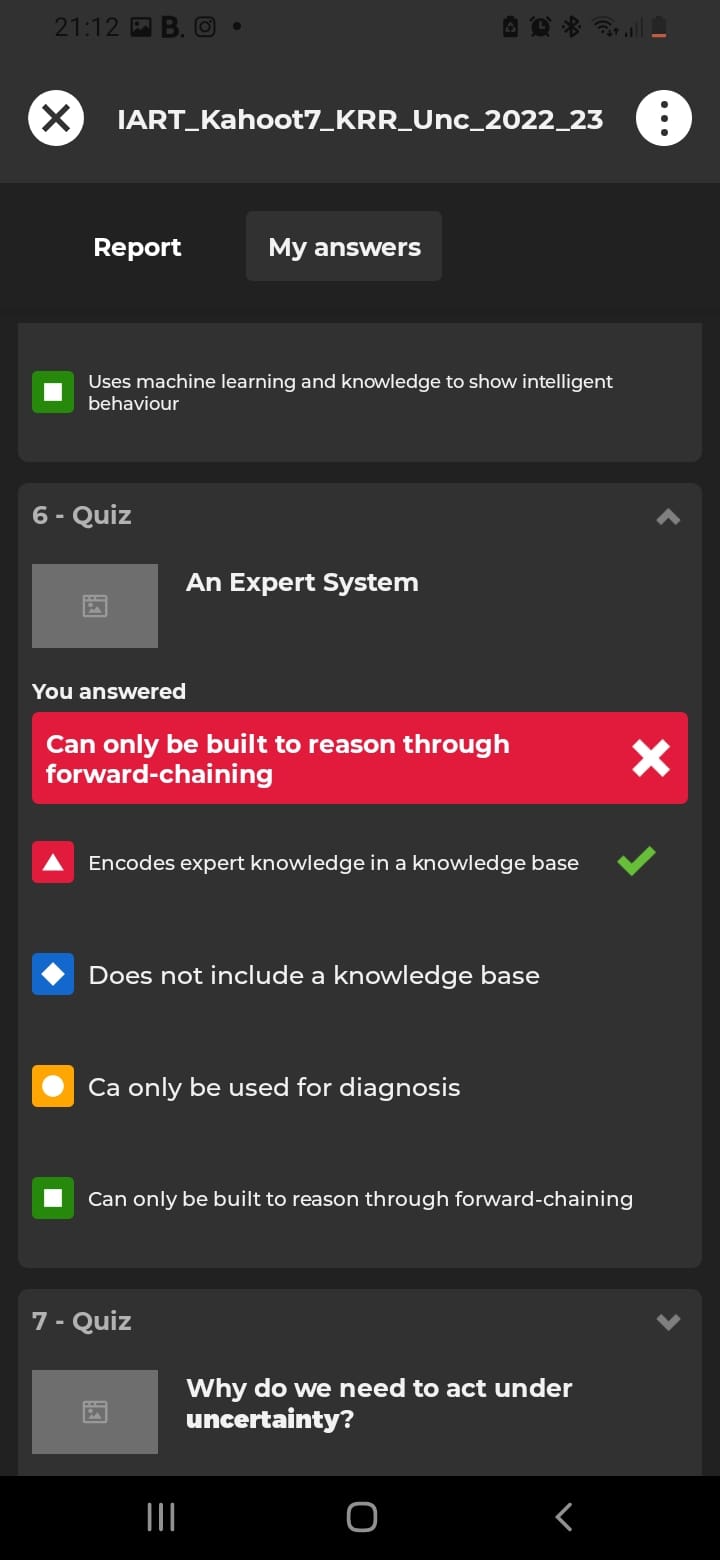 21:12 B.
IART_Kahoot7_KRR_Unc_2022_23
Report
My answers
Uses machine learning and knowledge to show intelligent
behaviour
6 - Quiz
An Expert System
You answered
Can only be built to reason through
forward-chaining
Encodes expert knowledge in a knowledge base
Does not include a knowledge base
Ca only be used for diagnosis
Can only be built to reason through forward-chaining
7 - Quiz
Why do we need to act under
uncertainty?